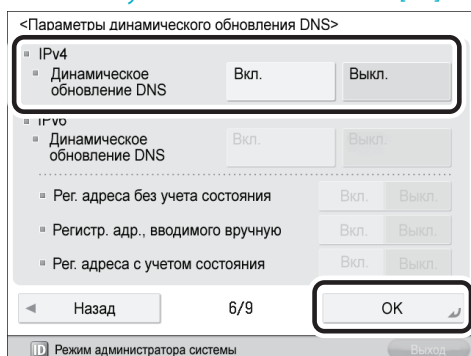 <Параметры динамического обновления DNS>
IPv4
Динамическое обновление DNS Вкл. Выкл.
IPv6
Динамическое обновление DNS Вкл. Выкл.
Рег. адреса без учета состояния Вкл. Выкл.
Регистр. адр., вводимого вручную Вкл. Выкл.
Рег. адреса с учетом состояния Вкл. Выкл.
Назад 6/9 OK
ID Режим администратора системы Выход